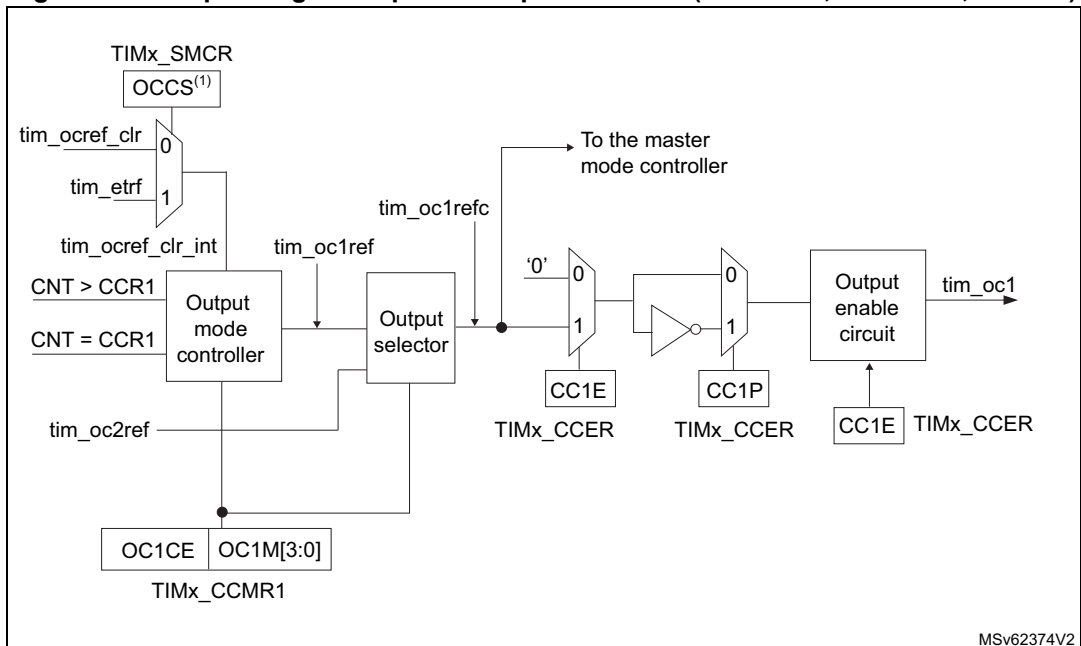 TIMx_SMCR
OCCS(1)
tim_ocref_clr
0
tim_etrf
1
tim_ocref_clr_int
To the master
mode controller
tim_oc1refc
tim_oc1ref
CNT > CCR1
CNT = CCR1
Output
mode
controller
Output
selector
‘0’
0
1
0
1
Output
enable
circuit
tim_oc1
CC1E
TIMx_CCER
CC1P
TIMx_CCER
CC1E
TIMx_CCER
tim_oc2ref
OC1CE
OC1M[3:0]
TIMx_CCMR1
MSv62374V2